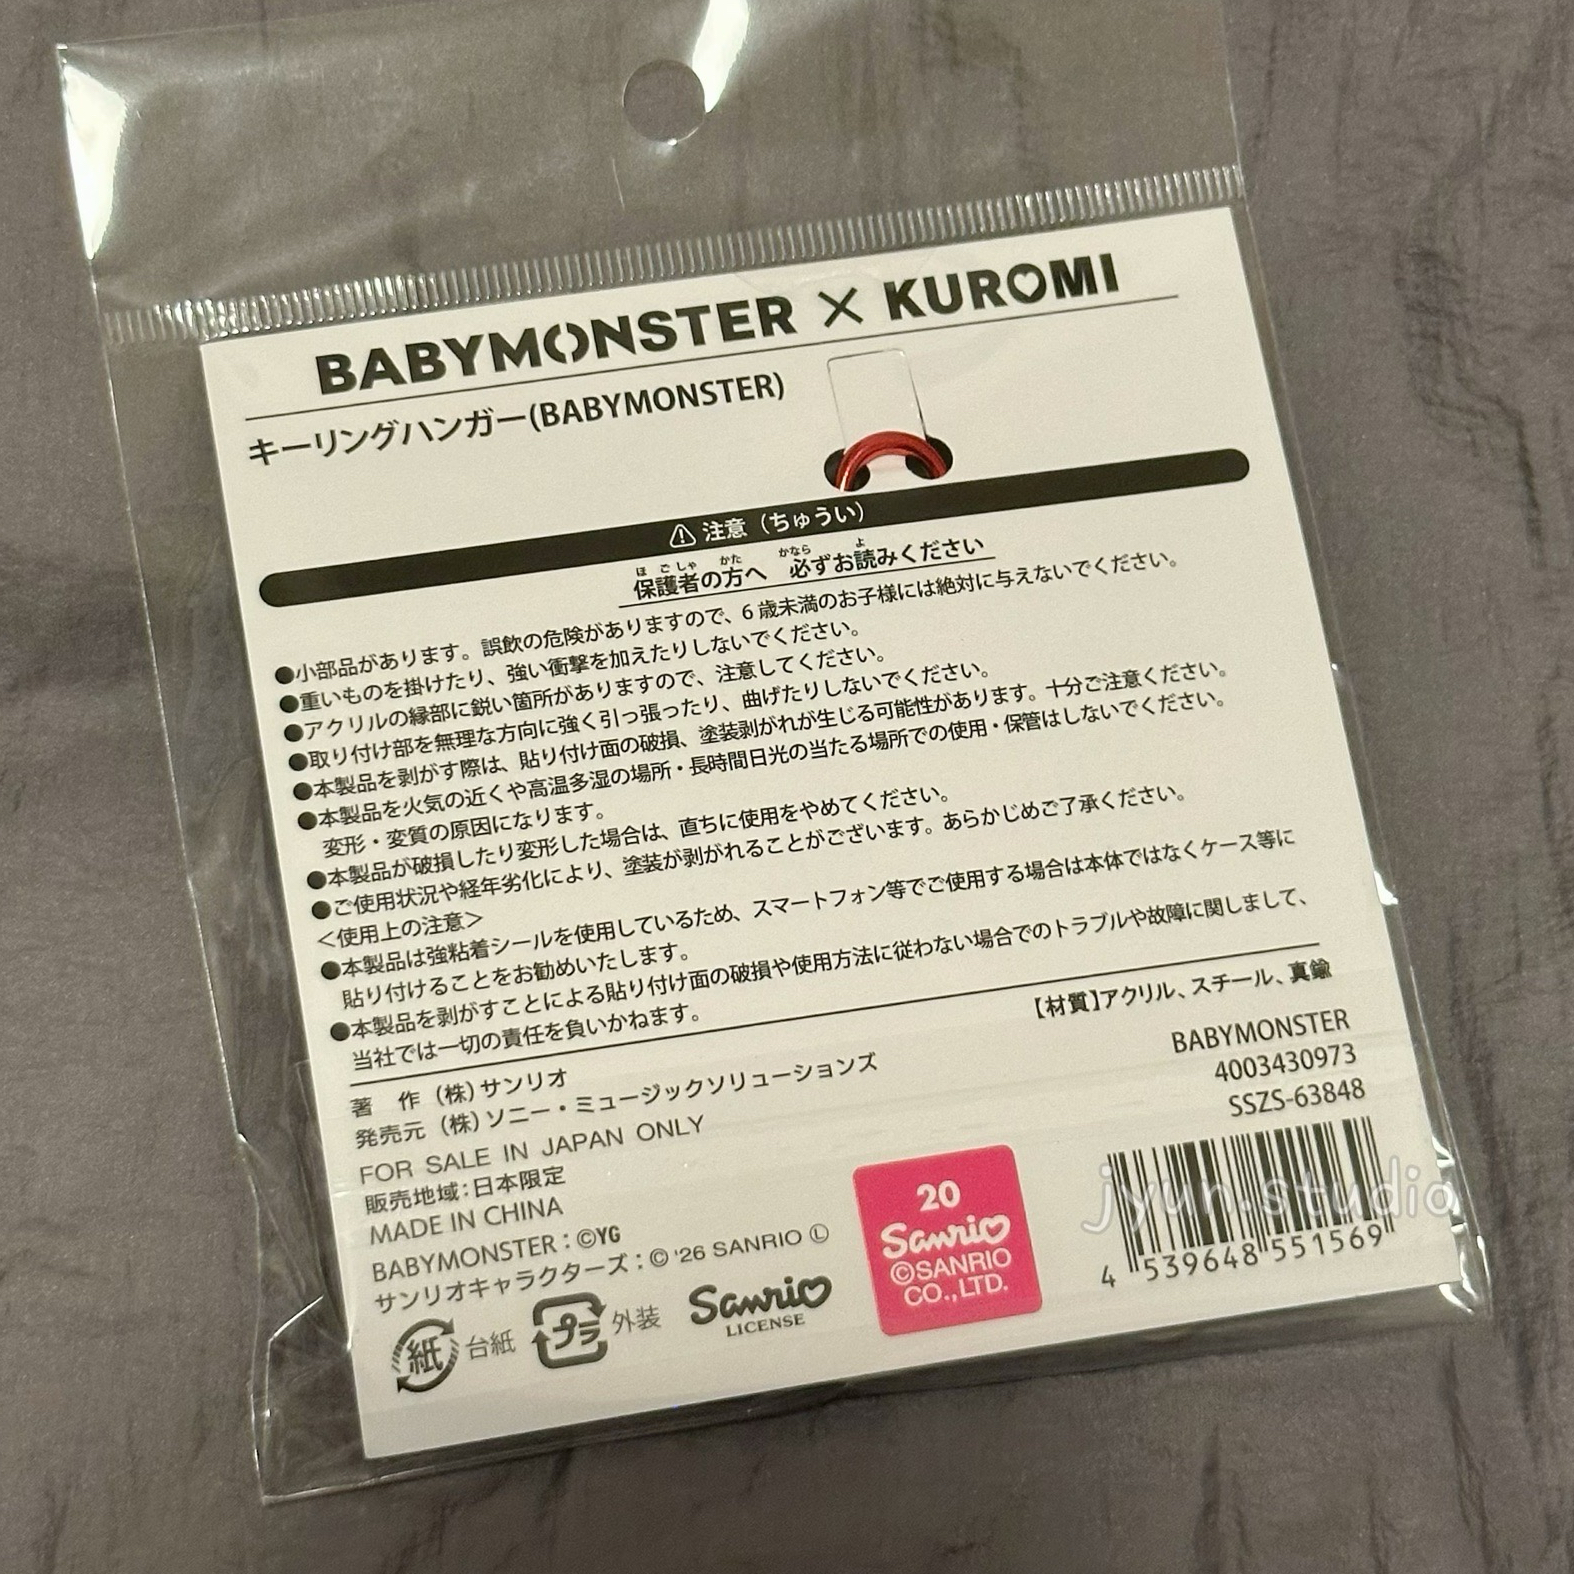 BABYMONSTER × KUROMI
キーリングハンガー(BABYMONSTER)
⚠ 注意（ちゅうい）
ほごしゃ かた かなら よ
保護者の方へ 必ずお読みください
●小部品があります。誤飲の危険がありますので、6歳未満のお子様には絶対に与えないでください。
●重いものを掛けたり、強い衝撃を加えたりしないでください。
●アクリルの縁部に鋭い箇所がありますので、注意してください。
●取り付け部を無理な方向に強く引っ張ったり、曲げたりしないでください。
●本製品を剥がす際は、貼り付け面の破損、塗装剥がれが生じる可能性があります。十分ご注意ください。
●本製品を火気の近くや高温多湿の場所・長時間日光の当たる場所での使用・保管はしないでください。
変形・変質の原因になります。
●本製品が破損したり変形した場合は、直ちに使用をやめてください。
●ご使用状況や経年劣化により、塗装が剥がれることがございます。あらかじめご了承ください。
＜使用上の注意＞
●本製品は強粘着シールを使用しているため、スマートフォン等でご使用する場合は本体ではなくケース等に
貼り付けることをお勧めいたします。
●本製品を剥がすことによる貼り付け面の破損や使用方法に従わない場合でのトラブルや故障に関しまして、
当社では一切の責任を負いかねます。
【材質】アクリル、スチール、真鍮
著 作（株）サンリオ
発売元（株）ソニー・ミュージックソリューションズ
FOR SALE IN JAPAN ONLY
販売地域：日本限定
MADE IN CHINA
BABYMONSTER：©YG
サンリオキャラクターズ：© '26 SANRIO Ⓛ
紙 台紙 プラ 外装
Sanrio
LICENSE
20
Sanrio
©SANRIO
CO., LTD.
BABYMONSTER
4003430973
SSZS-63848
jyun.studio
4 539648 551569